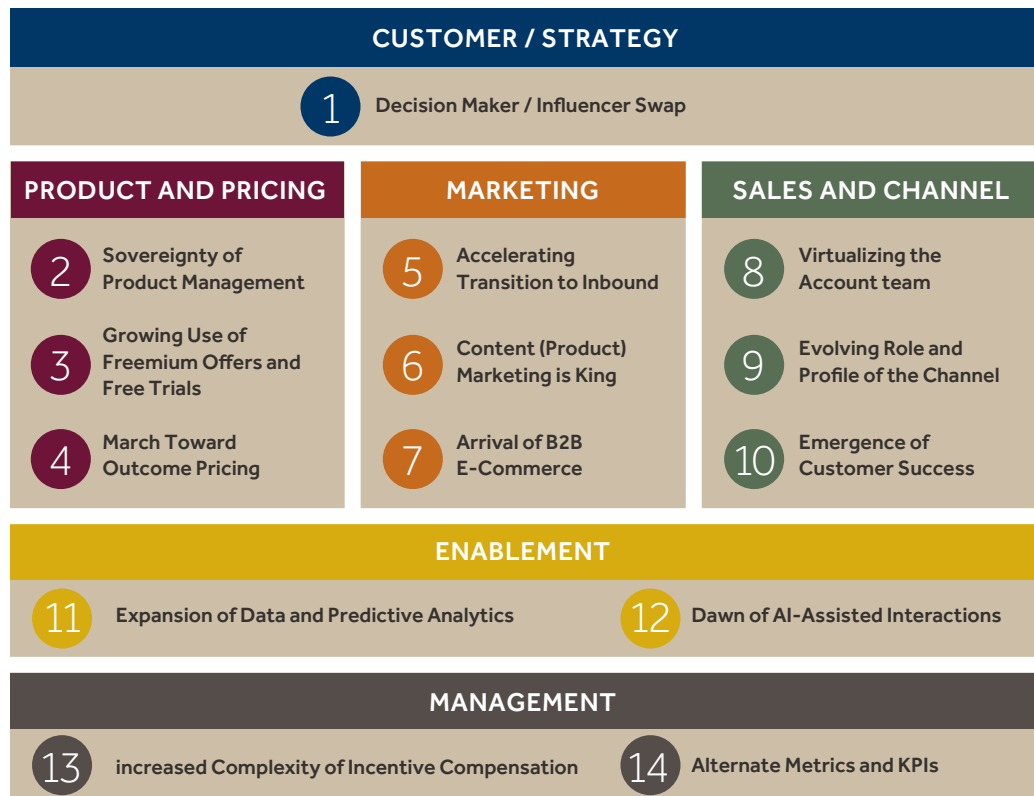 CUSTOMER / STRATEGY
1 Decision Maker / Influencer Swap
PRODUCT AND PRICING
2 Sovereignty of
Product Management
3 Growing Use of
Freemium Offers and
Free Trials
4 March Toward
Outcome Pricing
MARKETING
5 Accelerating
Transition to Inbound
6 Content (Product)
Marketing is King
7 Arrival of B2B
E-Commerce
SALES AND CHANNEL
8 Virtualizing the
Account team
9 Evolving Role and
Profile of the Channel
10 Emergence of
Customer Success
ENABLEMENT
11 Expansion of Data and Predictive Analytics
12 Dawn of AI-Assisted Interactions
MANAGEMENT
13 increased Complexity of Incentive Compensation
14 Alternate Metrics and KPIs